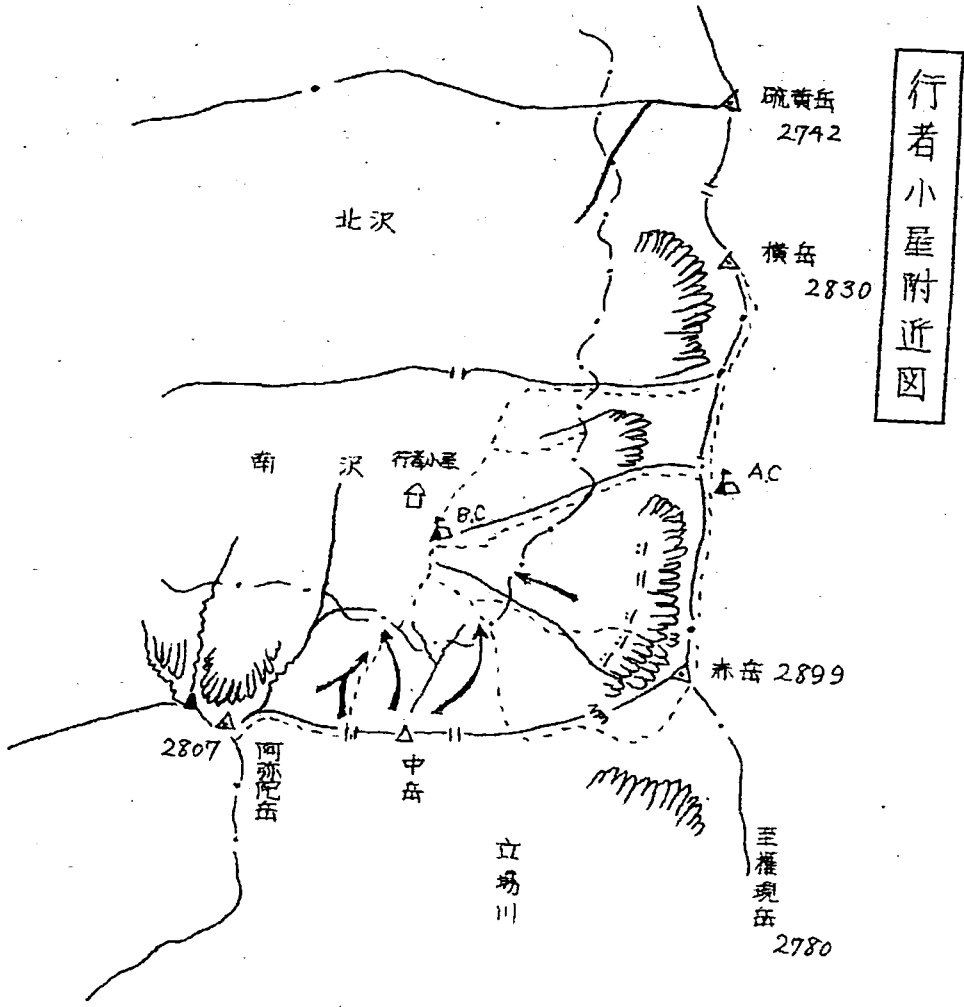 行者小屋附近図
硫黄岳
2742
北沢
横岳
2830
南沢
行者小屋
A.C
B.C
赤岳 2899
2807
阿弥陀岳
中岳
立場川
至権現岳
2780